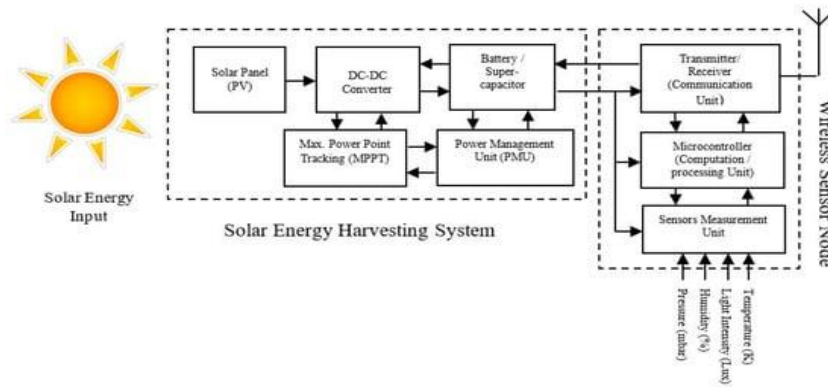 Solar Energy
Input
Solar Panel
(PV)
DC-DC
Converter
Battery /
Super-
capacitor
Max. Power Point
Tracking (MPPT)
Power Management
Unit (PMU)
Solar Energy Harvesting System
Transmitter/
Receiver
(Communication
Unit)
Microcontroller
(Computation /
processing Unit)
Sensors Measurement
Unit
Pressure (mbar)
Humidity (%)
Light Intensity (Lux)
Temperature (K)
Wireless Sensor Node